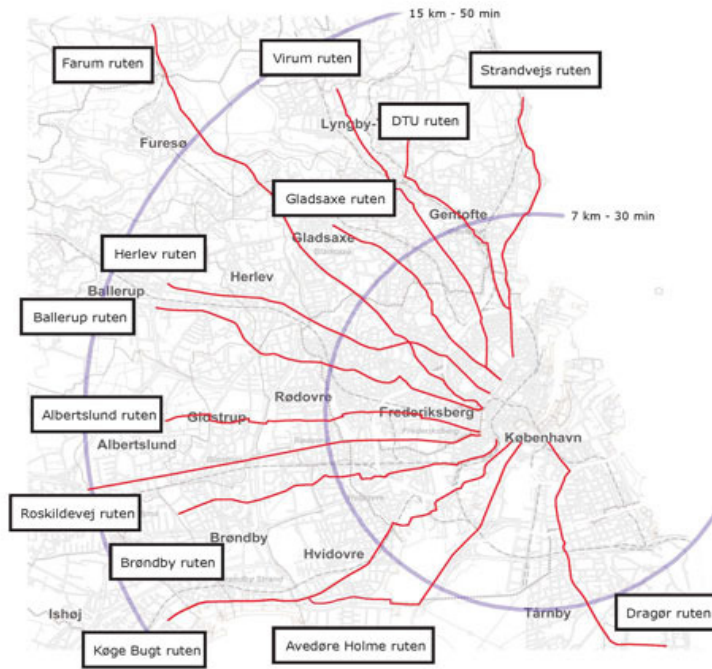 15 km - 50 min
Farum ruten
Virum ruten
Strandvejs ruten
Lyngby-
DTU ruten
Furesø
Gladsaxe ruten
Gentofte
7 km - 30 min
Gladsaxe
Herlev ruten
Herlev
Ballerup
Ballerup ruten
Rødovre
Albertslund ruten
Glostrup
Frederiksberg
Albertslund
København
Roskildevej ruten
Brøndby
Brøndby ruten
Hvidovre
Ishøj
Tårnby
Dragør ruten
Køge Bugt ruten
Avedøre Holme ruten